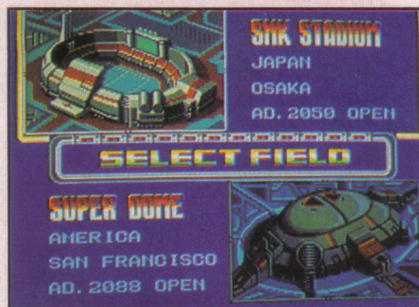 SNK STADIUM
JAPAN
OSAKA
AD. 2050 OPEN
SELECT FIELD
SUPER DOME
AMERICA
SAN FRANCISCO
AD. 2088 OPEN